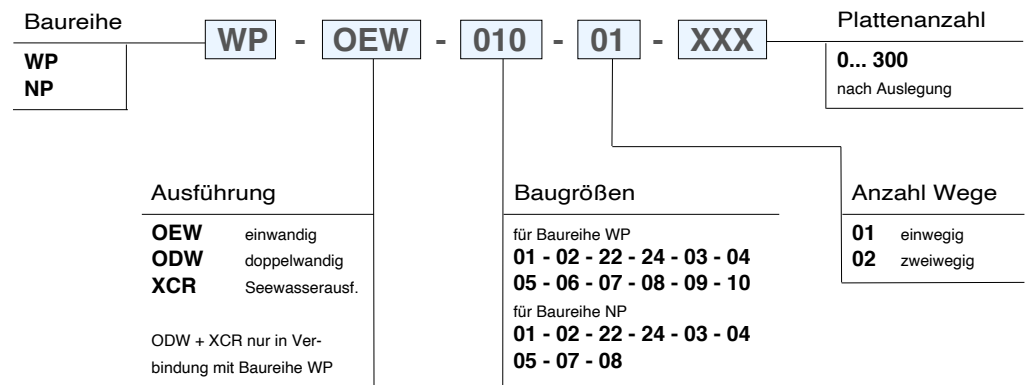 Baureihe
WP
NP
WP - OEW - 010 - 01 - XXX
Plattenanzahl
0... 300
nach Auslegung
Ausführung
OEW einwandig
ODW doppelwandig
XCR Seewasserausf.
ODW + XCR nur in Ver-
bindung mit Baureihe WP
Baugrößen
für Baureihe WP
01 - 02 - 22 - 24 - 03 - 04
05 - 06 - 07 - 08 - 09 - 10
für Baureihe NP
01 - 02 - 22 - 24 - 03 - 04
05 - 07 - 08
Anzahl Wege
01 einwegig
02 zweiwegig